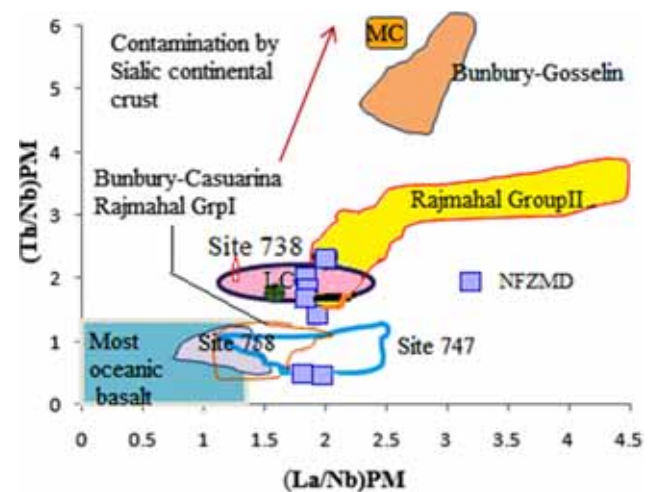 6
MC
Contamination by
Sialic continental
crust
Bunbury-Gosselin
5
4
Bunbury-Casuarina
Rajmahal GrpI
Rajmahal GroupII
3
Site 738
LC
2
NFZMD
Most
oceanic
basalt
Site 758
Site 747
1
0
(Th/Nb)PM
0 0.5 1 1.5 2 2.5 3 3.5 4 4.5
(La/Nb)PM